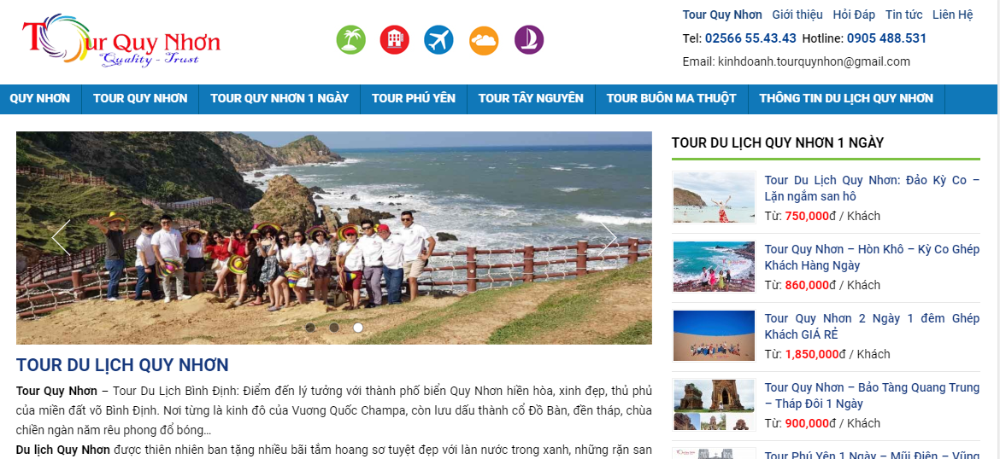 Tour Quy Nhơn
Quality - Trust
Tour Quy Nhơn Giới thiệu Hỏi Đáp Tin tức Liên Hệ
Tel: 02566 55.43.43 Hotline: 0905 488.531
Email: kinhdoanh.tourquynhon@gmail.com
QUY NHƠN TOUR QUY NHƠN TOUR QUY NHƠN 1 NGÀY TOUR PHÚ YÊN TOUR TÂY NGUYÊN TOUR BUÔN MA THUỘT THÔNG TIN DU LỊCH QUY NHƠN
TOUR DU LỊCH QUY NHƠN
Tour Quy Nhơn – Tour Du Lịch Bình Định: Điểm đến lý tưởng với thành phố biển Quy Nhơn hiền hòa, xinh đẹp, thủ phủ
của miền đất võ Bình Định. Nơi từng là kinh đô của Vương Quốc Champa, còn lưu dấu thành cổ Đồ Bàn, đền tháp, chùa
chiền ngàn năm rêu phong đổ bóng…
Du lịch Quy Nhơn được thiên nhiên ban tặng nhiều bãi tắm hoang sơ tuyệt đẹp với làn nước trong xanh, những rặn san
TOUR DU LỊCH QUY NHƠN 1 NGÀY
Tour Du Lịch Quy Nhơn: Đảo Kỳ Co –
Lặn ngắm san hô
Từ: 750,000đ / Khách
Tour Quy Nhơn – Hòn Khô – Kỳ Co Ghép
Khách Hàng Ngày
Từ: 860,000đ / Khách
Tour Quy Nhơn 2 Ngày 1 đêm Ghép
Khách GIÁ RẺ
Từ: 1,850,000đ / Khách
Tour Quy Nhơn – Bảo Tàng Quang Trung
– Tháp Đôi 1 Ngày
Từ: 900,000đ / Khách
Tour Phú Yên 1 Ngày – Mũi Điện – Vũng